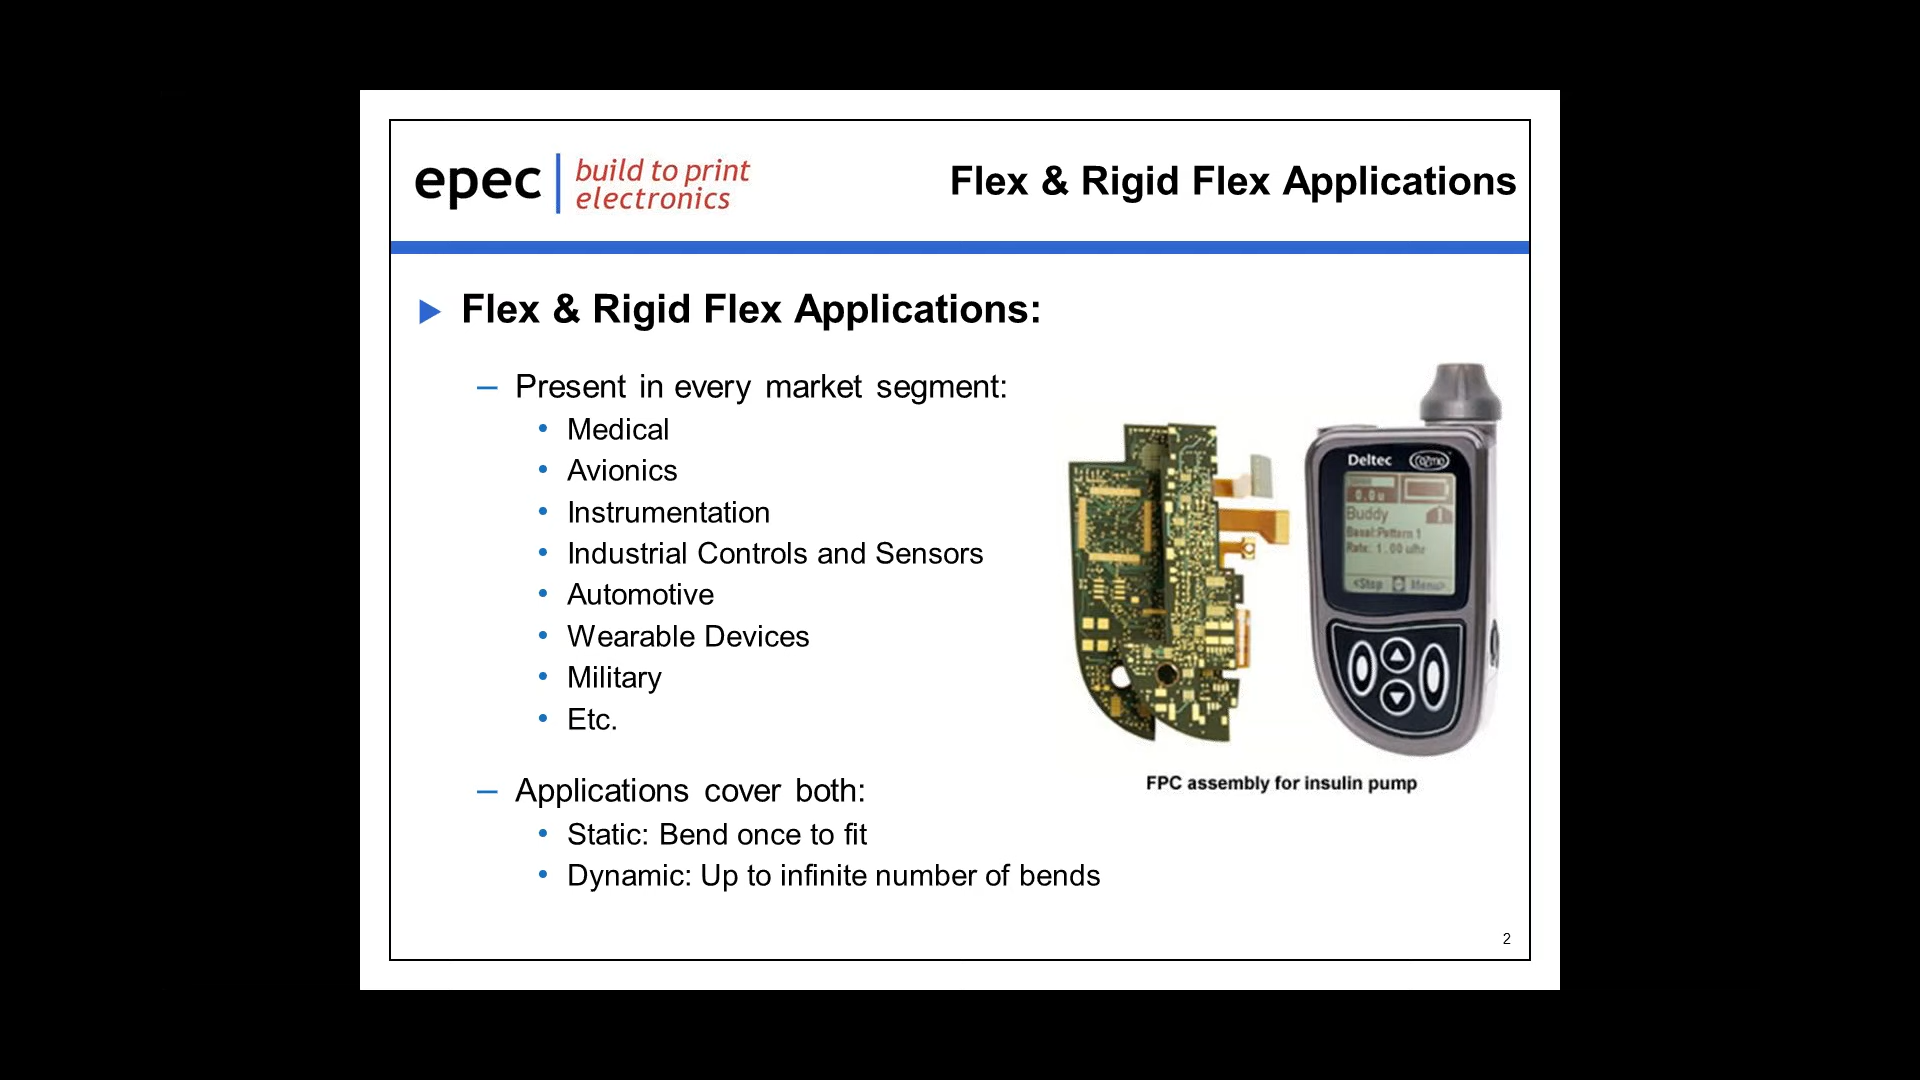 epec
build to print
electronics
Flex & Rigid Flex Applications
Flex & Rigid Flex Applications:
– Present in every market segment:
• Medical
• Avionics
• Instrumentation
• Industrial Controls and Sensors
• Automotive
• Wearable Devices
• Military
• Etc.
Deltec cozmo
0.0u
Buddy
Basal:Pattern 1
Rate: 1.00 u/hr
<Stop Menu>
FPC assembly for insulin pump
– Applications cover both:
• Static: Bend once to fit
• Dynamic: Up to infinite number of bends
2